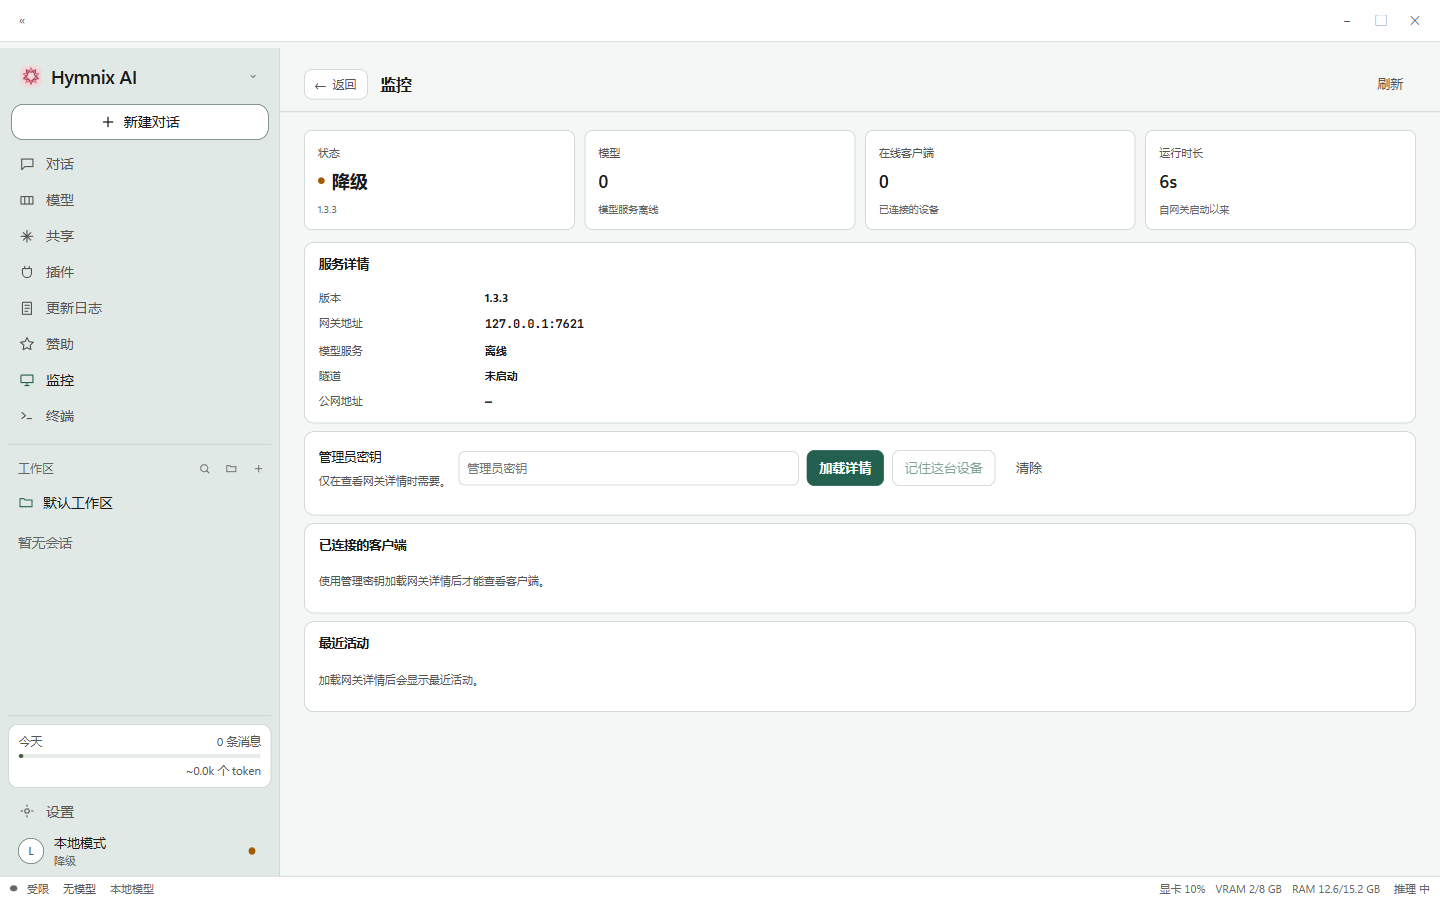 «
Hymnix AI
新建对话
对话
模型
共享
插件
更新日志
赞助
监控
终端
工作区
默认工作区
暂无会话
今天 0 条消息
~0.0k 个 token
设置
L 本地模式
降级
← 返回 监控 刷新
状态
降级
1.3.3
模型
0
模型服务离线
在线客户端
0
已连接的设备
运行时长
6s
自网关启动以来
服务详情
版本 1.3.3
网关地址 127.0.0.1:7621
模型服务 离线
隧道 未启动
公网地址 —
管理员密钥
仅在查看网关详情时需要。
管理员密钥 加载详情 记住这台设备 清除
已连接的客户端
使用管理密钥加载网关详情后才能查看客户端。
最近活动
加载网关详情后会显示最近活动。
受限 无模型 本地模型 显卡 10% VRAM 2/8 GB RAM 12.6/15.2 GB 推理 中